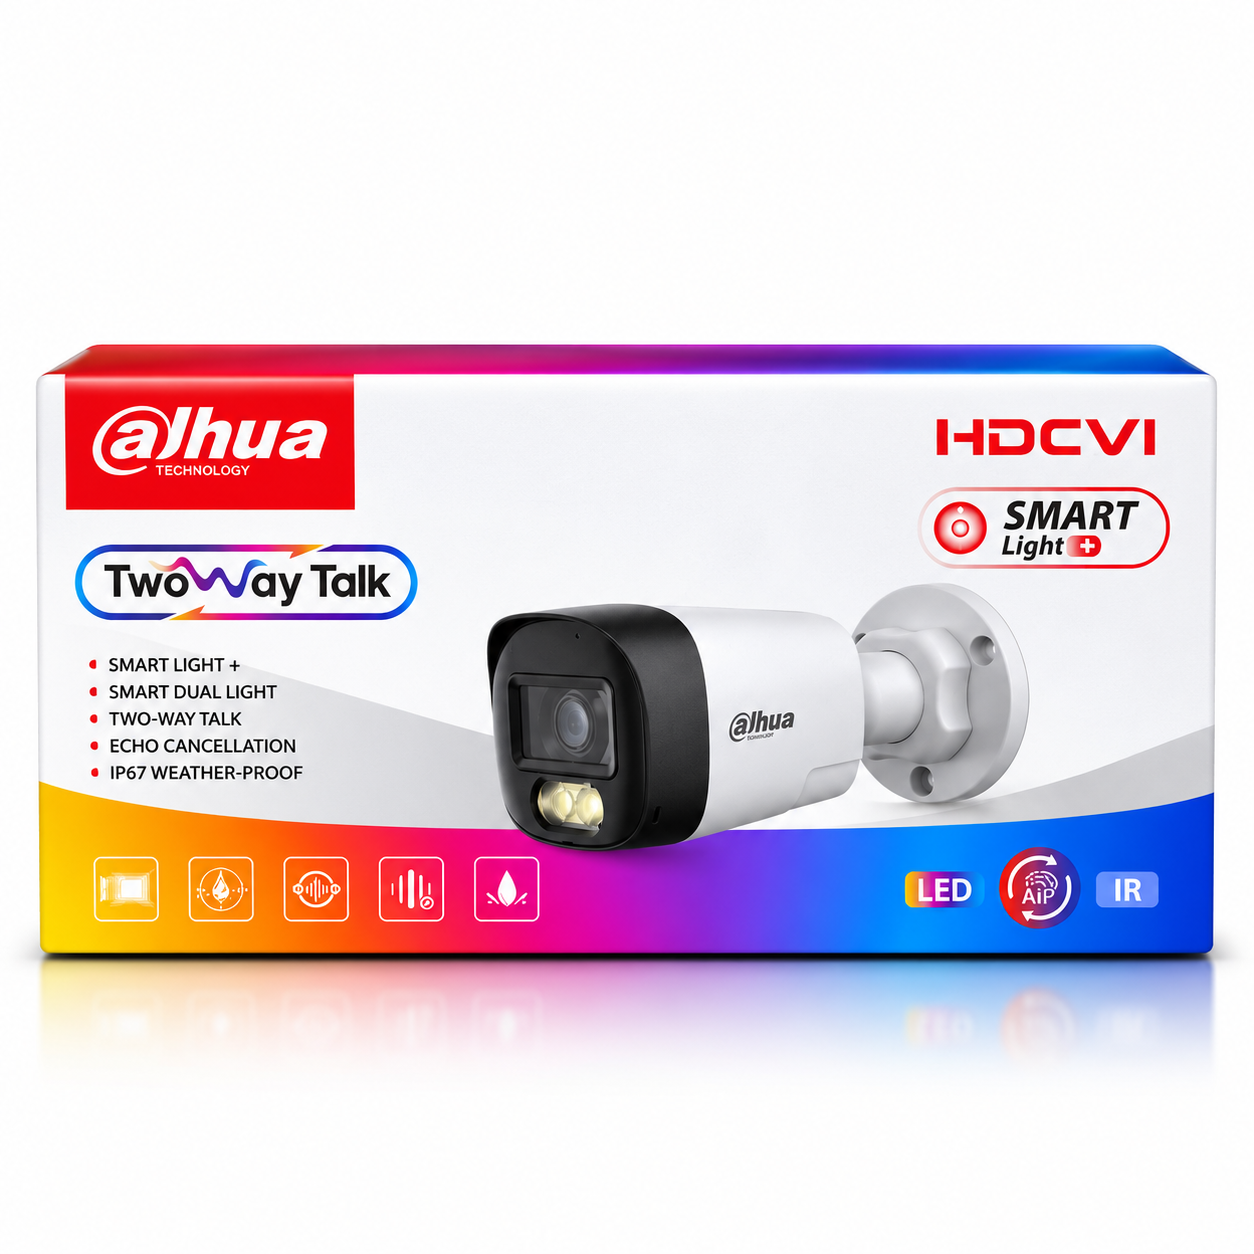 alhua
TECHNOLOGY
HDCVI
SMART
Light +
TwoWay Talk
SMART LIGHT +
SMART DUAL LIGHT
TWO-WAY TALK
ECHO CANCELLATION
IP67 WEATHER-PROOF
alhua
LED
AiP
IR